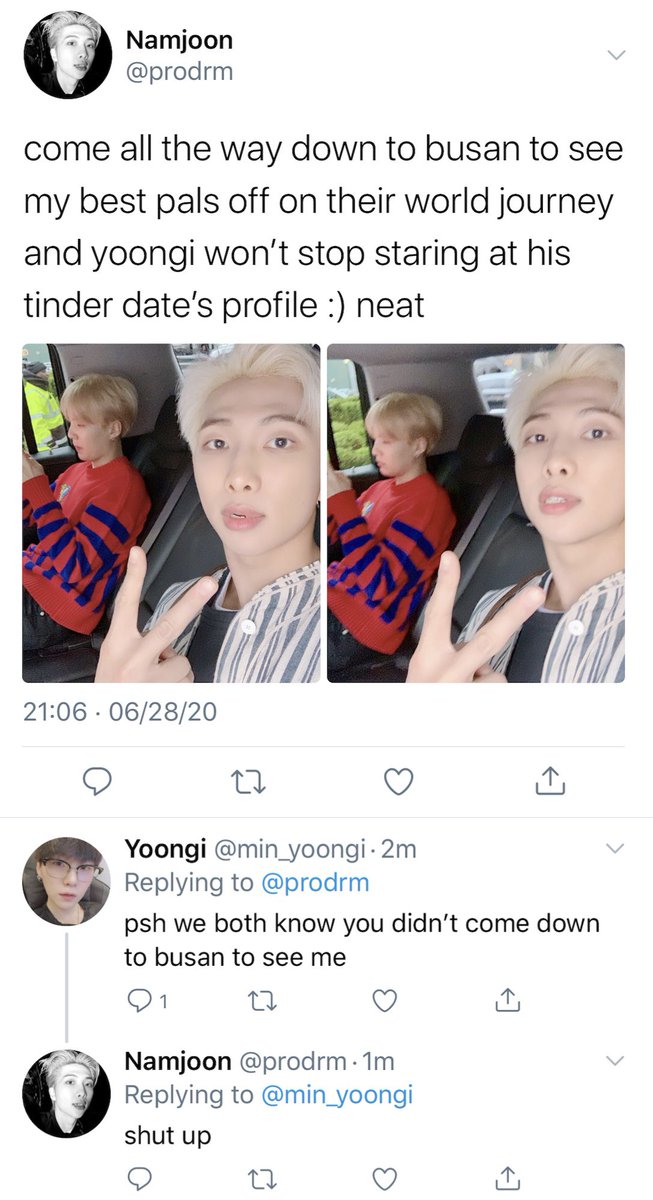 Namjoon
@prodrm
come all the way down to busan to see
my best pals off on their world journey
and yoongi won’t stop staring at his
tinder date’s profile :) neat
21:06 · 06/28/20
Yoongi @min_yoongi · 2m
Replying to @prodrm
psh we both know you didn’t come down
to busan to see me
1
Namjoon @prodrm · 1m
Replying to @min_yoongi
shut up